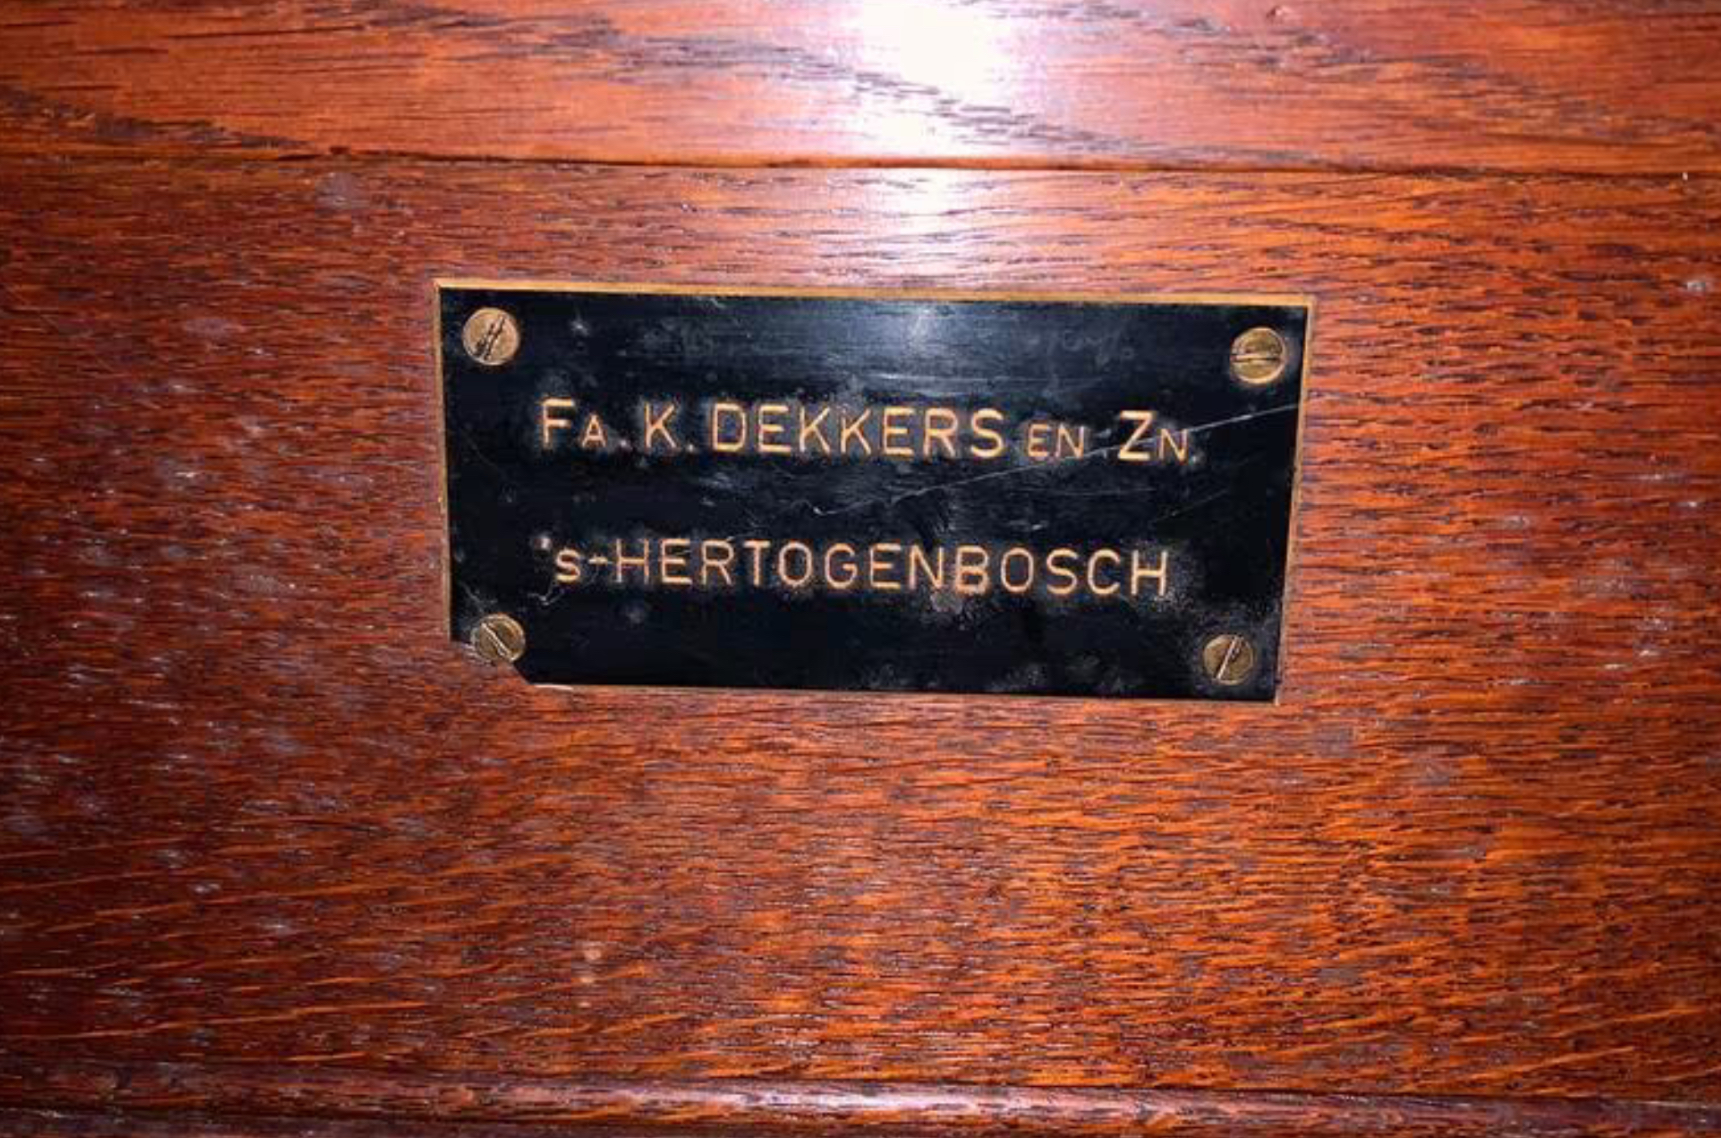 FA. K. DEKKERS EN ZN.
's-HERTOGENBOSCH